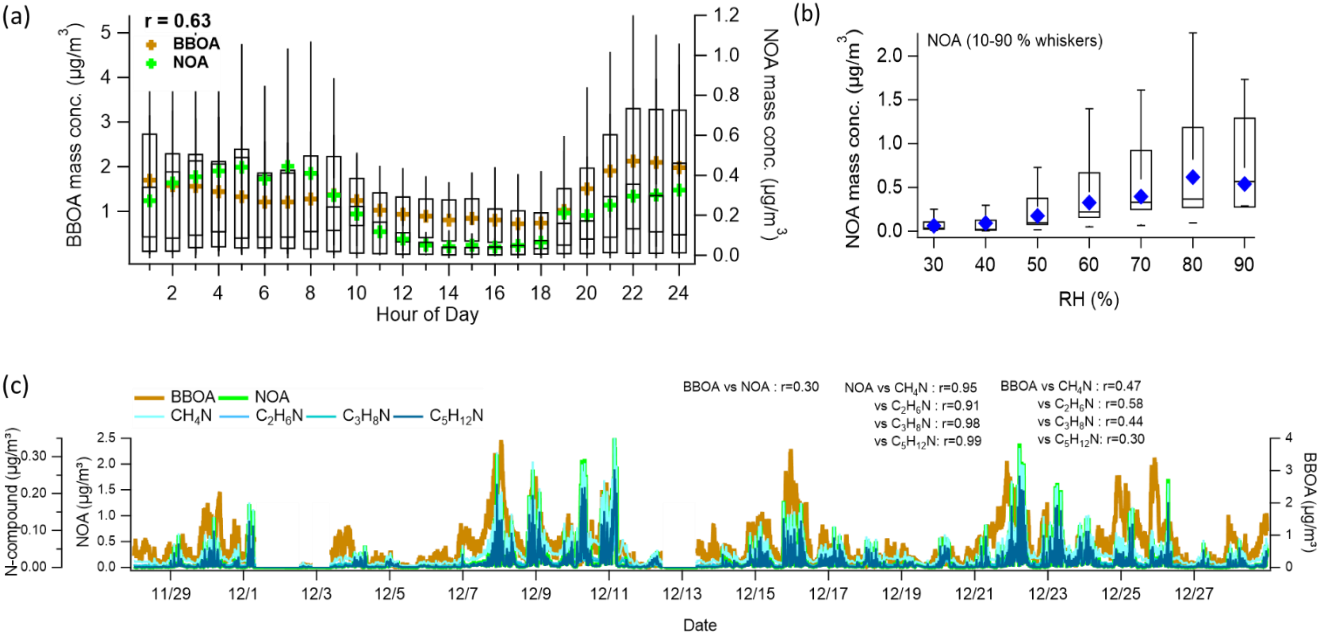 (a)
r = 0.63
BBOA
NOA
BBOA mass conc. (µg/m³)
5
4
3
2
1
NOA mass conc. (µg/m³)
1.2
1.0
0.8
0.6
0.4
0.2
0.0
2 4 6 8 10 12 14 16 18 20 22 24
Hour of Day
(b)
NOA (10-90 % whiskers)
NOA mass conc. (µg/m³)
2.0
1.5
1.0
0.5
0.0
30 40 50 60 70 80 90
RH (%)
(c)
BBOA NOA
CH₄N C₂H₆N C₃H₈N C₅H₁₂N
BBOA vs NOA : r=0.30
NOA vs CH₄N : r=0.95
vs C₂H₆N : r=0.91
vs C₃H₈N : r=0.98
vs C₅H₁₂N: r=0.99
BBOA vs CH₄N : r=0.47
vs C₂H₆N : r=0.58
vs C₃H₈N : r=0.44
vs C₅H₁₂N: r=0.30
N-compound (µg/m³)
0.30
0.20
0.10
0.00
NOA (µg/m³)
2.5
2.0
1.5
1.0
0.5
0.0
BBOA (µg/m³)
4
3
2
1
0
11/29 12/1 12/3 12/5 12/7 12/9 12/11 12/13 12/15 12/17 12/19 12/21 12/23 12/25 12/27
Date